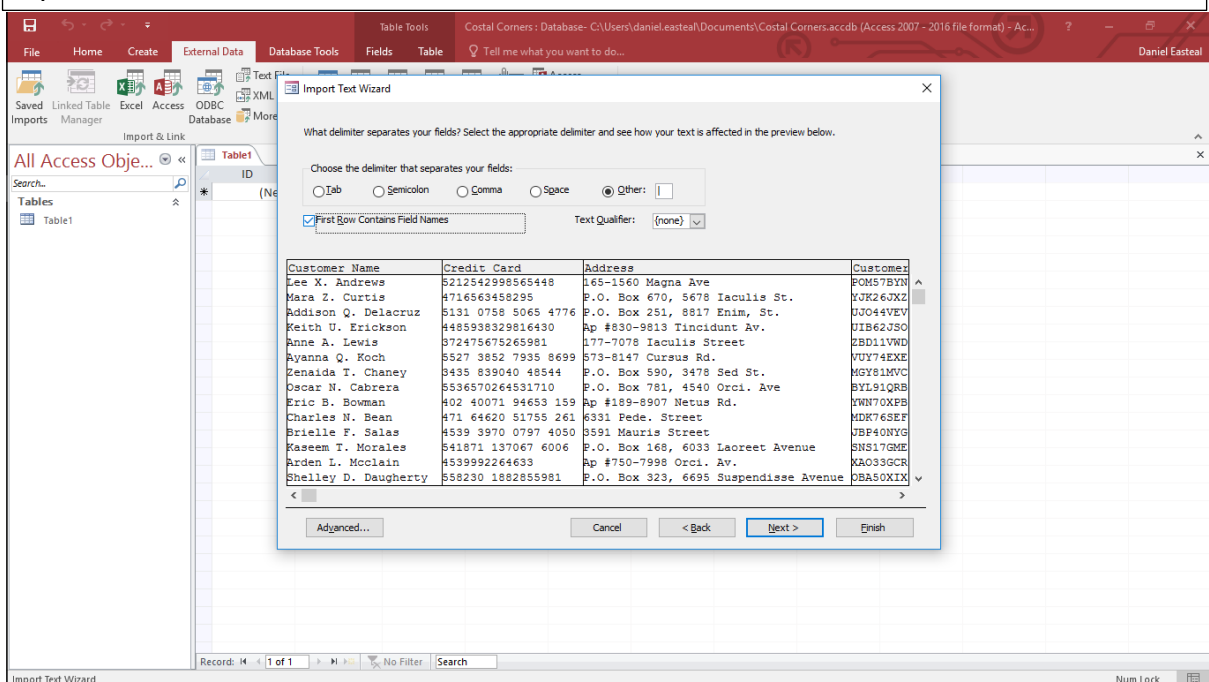 Table Tools Costal Corners : Database- C:\Users\daniel.easteal\Documents\Costal Corners.accdb (Access 2007 - 2016 file format) - Ac... ?
File Home Create External Data Database Tools Fields Table Tell me what you want to do... Daniel Easteal
Saved Imports
Linked Table Manager
Excel
Access
ODBC Database
XML
More
Import & Link
All Access Obje...
Search...
Tables
Table1
Table1
ID
(Ne
Import Text Wizard
What delimiter separates your fields? Select the appropriate delimiter and see how your text is affected in the preview below.
Choose the delimiter that separates your fields:
Tab Semicolon Comma Space Other: |
First Row Contains Field Names Text Qualifier: {none}
Customer Name Credit Card Address Customer
Lee X. Andrews 5212542998565448 165-1560 Magna Ave POM57BYN
Mara Z. Curtis 4716563458295 P.O. Box 670, 5678 Iaculis St. YJK26JXZ
Addison Q. Delacruz 5131 0758 5065 4776 P.O. Box 251, 8817 Enim, St. UJO44VEV
Keith U. Erickson 4485938329816430 Ap #830-9813 Tincidunt Av. UIB62JSO
Anne A. Lewis 372475675265981 177-7078 Iaculis Street ZBD11VWD
Ayanna Q. Koch 5527 3852 7935 8699 573-8147 Cursus Rd. VUY74EXE
Zenaida T. Chaney 3435 839040 48544 P.O. Box 590, 3478 Sed St. MGY81MVC
Oscar N. Cabrera 5536570264531710 P.O. Box 781, 4540 Orci. Ave BYL91QRB
Eric B. Bowman 402 40071 94653 159 Ap #189-8907 Netus Rd. YWN70XPB
Charles N. Bean 471 64620 51755 261 6331 Pede. Street MDK76SEF
Brielle F. Salas 4539 3970 0797 4050 3591 Mauris Street JBP40NYG
Kaseem T. Morales 541871 137067 6006 P.O. Box 168, 6033 Laoreet Avenue SNS17GME
Arden L. Mcclain 4539992264633 Ap #750-7998 Orci. Av. XAO33GCR
Shelley D. Daugherty 558230 1882855981 P.O. Box 323, 6695 Suspendisse Avenue OBA50XIX
Advanced... Cancel < Back Next > Finish
Record: 1 of 1 No Filter Search
Import Text Wizard Num Lock